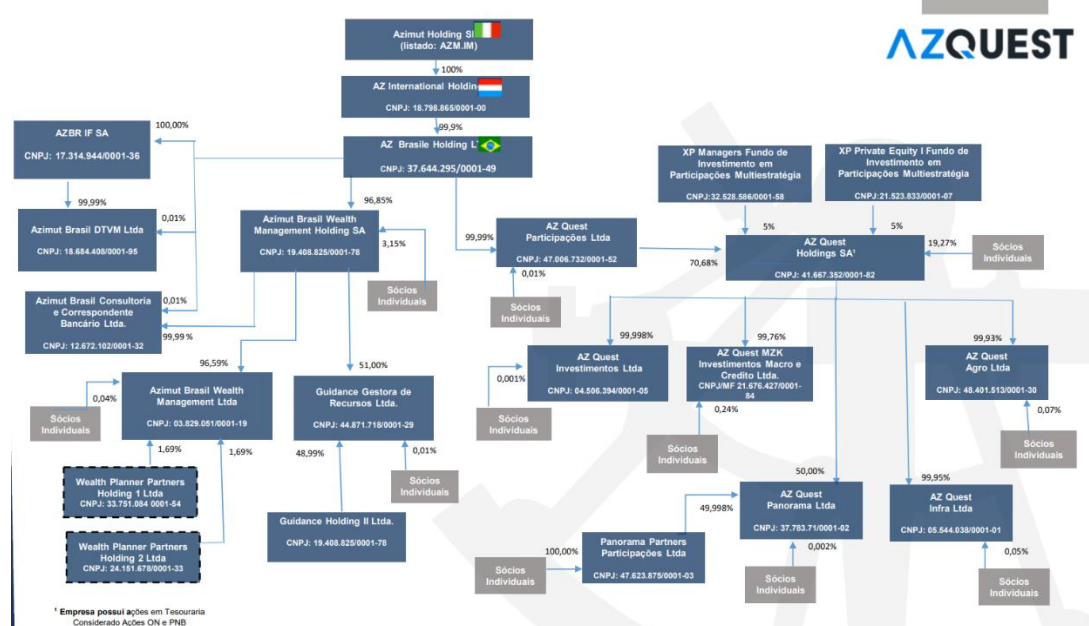 AZQUEST
Azimut Holding S
(listado: AZM.IM)
100%
AZ International Holding
CNPJ: 18.798.865/0001-00
99,9%
AZ Brasile Holding L
CNPJ: 37.644.295/0001-49
AZBR IF SA
CNPJ: 17.314.944/0001-36
100,00%
99,99%
0,01%
Azimut Brasil DTVM Ltda
CNPJ: 18.684.408/0001-95
96,85%
Azimut Brasil Wealth
Management Holding SA
CNPJ: 19.408.825/0001-78
3,15%
Sócios
Individuais
99,99%
AZ Quest
Participações Ltda
CNPJ: 47.006.732/0001-52
0,01%
Sócios
Individuais
XP Managers Fundo de
Investimento em
Participações Multiestratégia
CNPJ:32.528.586/0001-58
XP Private Equity I Fundo de
Investimento em
Participações Multiestratégia
CNPJ:21.523.833/0001-07
5%
5%
70,68%
AZ Quest
Holdings SA¹
CNPJ: 41.667.352/0001-82
19,27%
Sócios
Individuais
Azimut Brasil Consultoria
e Correspondente
Bancário Ltda.
CNPJ: 12.672.102/0001-32
0,01%
99,99%
96,59%
Azimut Brasil Wealth
Management Ltda
CNPJ: 03.829.051/0001-19
0,04%
Sócios
Individuais
1,69%
1,69%
Wealth Planner Partners
Holding 1 Ltda
CNPJ: 33.751.084 0001-54
Wealth Planner Partners
Holding 2 Ltda
CNPJ: 24.151.678/0001-33
51,00%
Guidance Gestora de
Recursos Ltda.
CNPJ: 44.871.718/0001-29
48,99%
0,01%
Sócios
Individuais
Guidance Holding II Ltda.
CNPJ: 19.408.825/0001-78
99,998%
AZ Quest
Investimentos Ltda
CNPJ: 04.506.394/0001-05
0,001%
Sócios
Individuais
99,76%
AZ Quest MZK
Investimentos Macro e
Credito Ltda.
CNPJ/MF 21.676.427/0001-
84
0,24%
Sócios
Individuais
99,93%
AZ Quest
Agro Ltda
CNPJ: 48.401.513/0001-30
0,07%
Sócios
Individuais
50,00%
AZ Quest
Panorama Ltda
CNPJ: 37.783.71/0001-02
49,998%
0,002%
Sócios
Individuais
99,95%
AZ Quest
Infra Ltda
CNPJ: 05.544.038/0001-01
0,05%
Sócios
Individuais
Sócios
Individuais
100,00%
Panorama Partners
Participações Ltda
CNPJ: 47.623.875/0001-03
¹ Empresa possui ações em Tesouraria
Considerado Ações ON e PNB